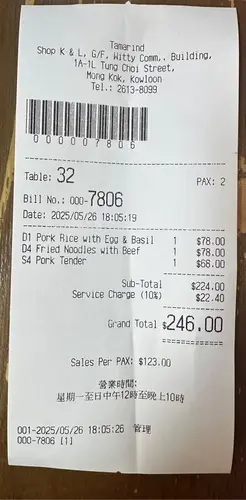 Tamarind
Shop K & L, G/F, Witty Comm,. Building,
1A-1L Tung Choi Street,
Mong Kok, Kowloon
Tel.: 2613-8099
000007806
Table: 32 PAX: 2
Bill No.: 000-7806
Date: 2025/05/26 18:05:19
D1 Pork Rice with Egg & Basil 1 $78.00
D4 Fried Noodles with Beef 1 $78.00
S4 Pork Tender 1 $68.00
Sub-Total $224.00
Service Charge (10%) $22.40
Grand Total $246.00
Sales Per PAX: $123.00
營業時間:
星期一至日中午12時至晚上10時
001-2025/05/26 18:05:26 管理
000-7806 [1]